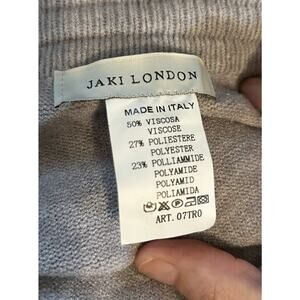 JAKI LONDON
MADE IN ITALY
50% VISCOSA
VISCOSE
27% POLIESTERE
POLYESTER
23% POLLIAMMIDE
POLYAMIDE
POLYAMID
POLIAMIDA
ART. 07TRO